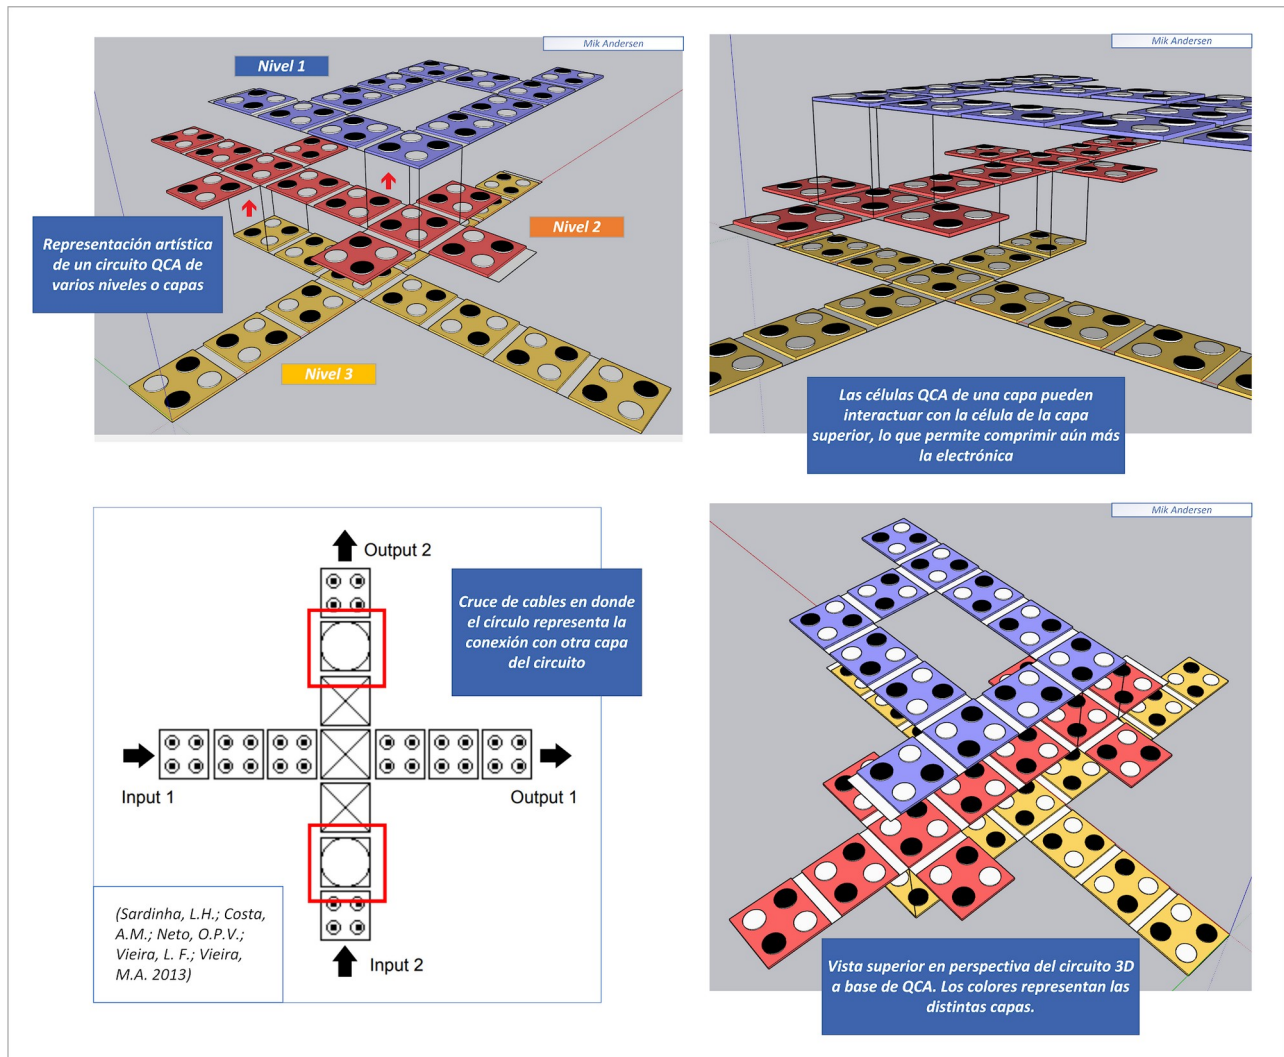 Mik Andersen
Nivel 1
Nivel 2
Representación artística
de un circuito QCA de
varios niveles o capas
Nivel 3
Mik Andersen
Las células QCA de una capa pueden
interactuar con la célula de la capa
superior, lo que permite comprimir aún más
la electrónica
Output 2
Cruce de cables en donde
el círculo representa la
conexión con otra capa
del circuito
Input 1
Output 1
Input 2
(Sardinha, L.H.; Costa,
A.M.; Neto, O.P.V.;
Vieira, L. F.; Vieira,
M.A. 2013)
Mik Andersen
Vista superior en perspectiva del circuito 3D
a base de QCA. Los colores representan las
distintas capas.